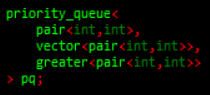 priority_queue<
pair<int,int>,
vector<pair<int,int>>,
greater<pair<int,int>>
> pq;